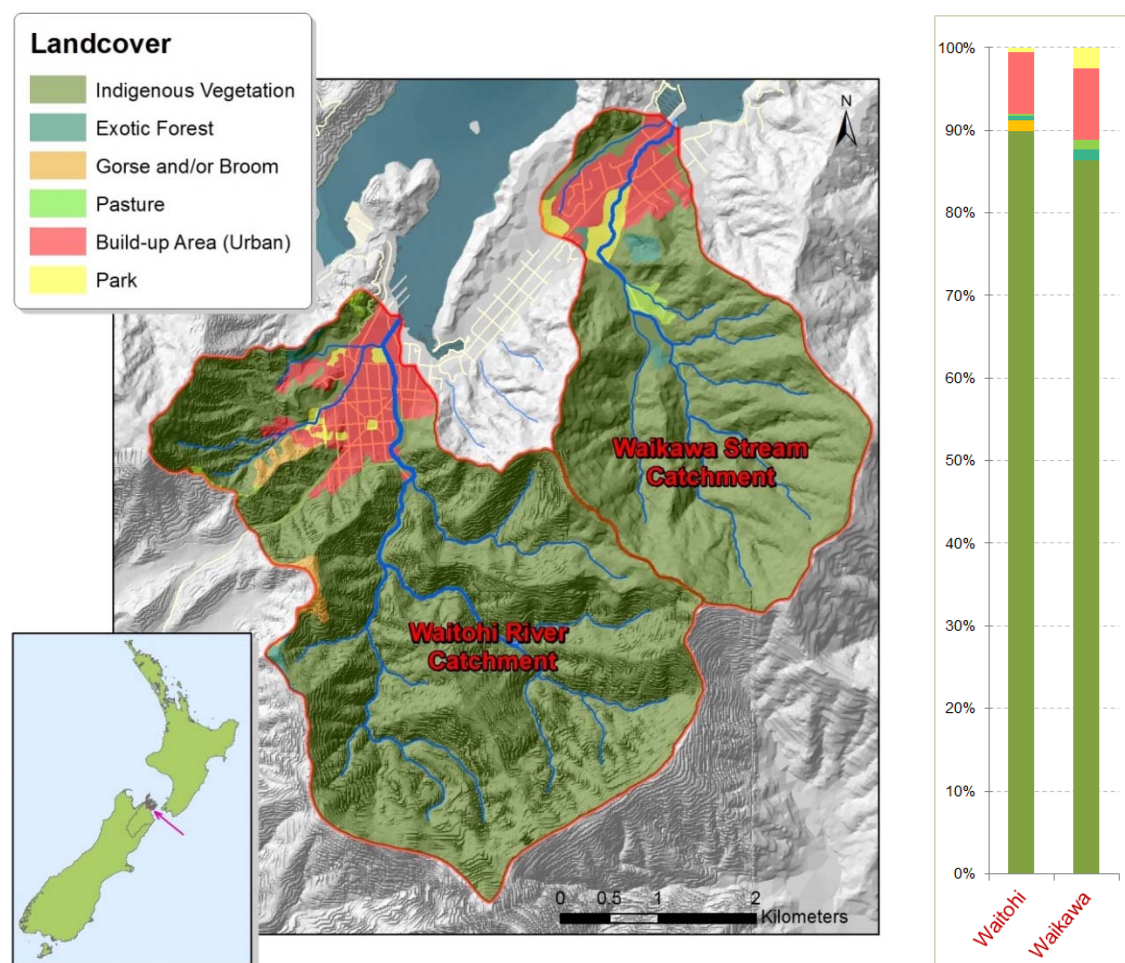 Landcover
Indigenous Vegetation
Exotic Forest
Gorse and/or Broom
Pasture
Build-up Area (Urban)
Park
N
Waikawa Stream
Catchment
Waitohi River
Catchment
0 0.5 1 2
Kilometers
100%
90%
80%
70%
60%
50%
40%
30%
20%
10%
0%
Waitohi
Waikawa